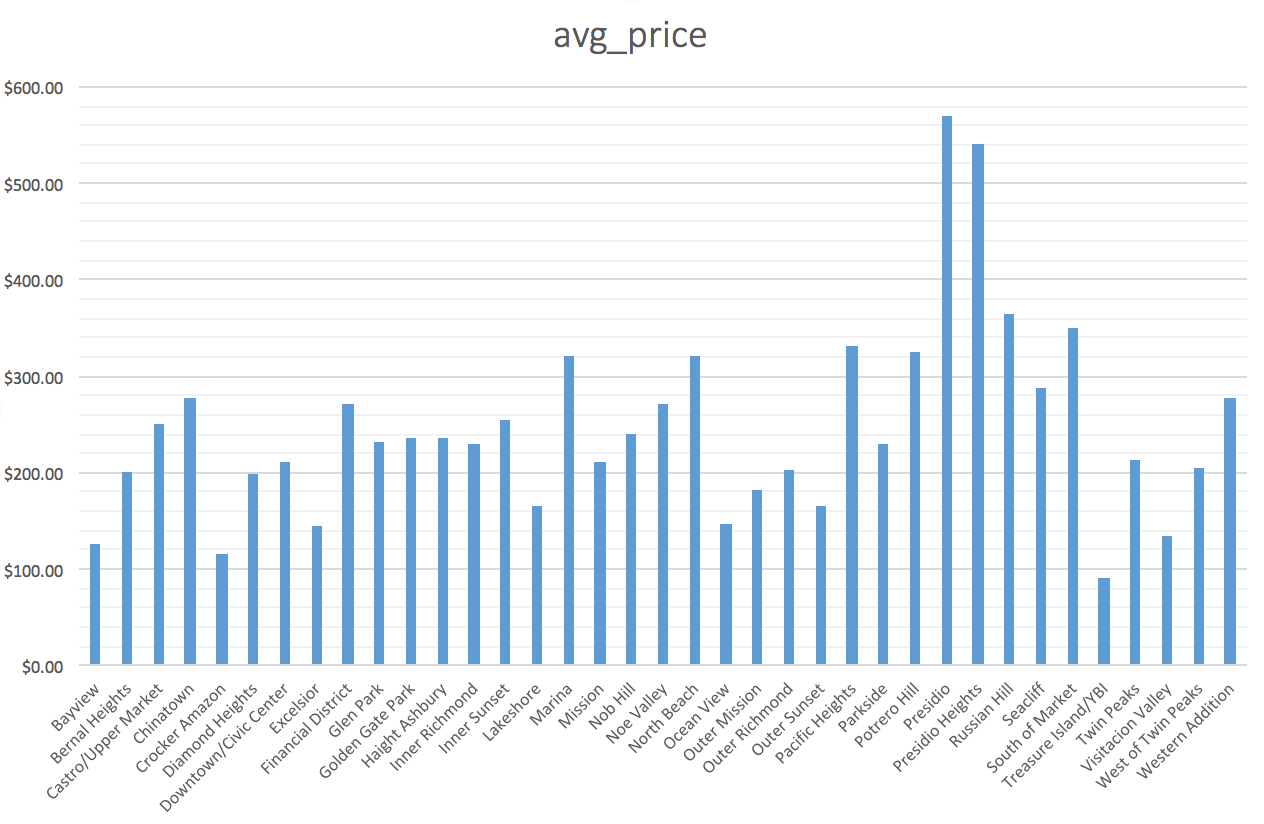 avg_price
$600.00
$500.00
$400.00
$300.00
$200.00
$100.00
$0.00
Bayview
Bernal Heights
Castro/Upper Market
Chinatown
Crocker Amazon
Diamond Heights
Downtown/Civic Center
Excelsior
Financial District
Glen Park
Golden Gate Park
Haight Ashbury
Inner Richmond
Inner Sunset
Lakeshore
Marina
Mission
Nob Hill
Noe Valley
North Beach
Ocean View
Outer Mission
Outer Richmond
Outer Sunset
Pacific Heights
Parkside
Potrero Hill
Presidio
Presidio Heights
Russian Hill
Seacliff
South of Market
Treasure Island/YBI
Twin Peaks
Visitacion Valley
West of Twin Peaks
Western Addition